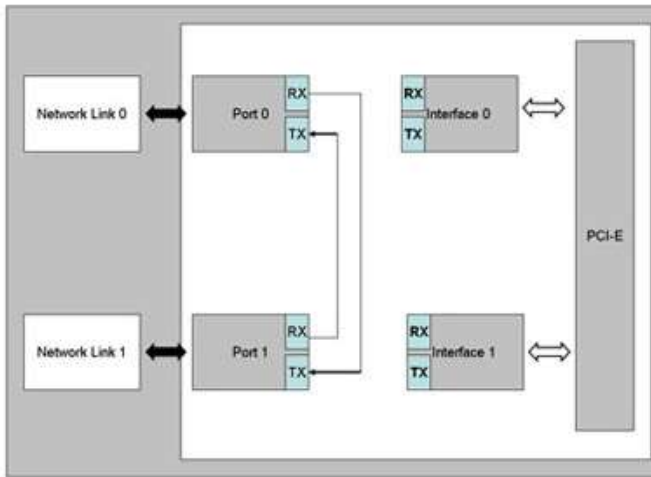 Network Link 0
Port 0
RX
TX
RX
TX
Interface 0
PCI-E
Network Link 1
Port 1
RX
TX
RX
TX
Interface 1